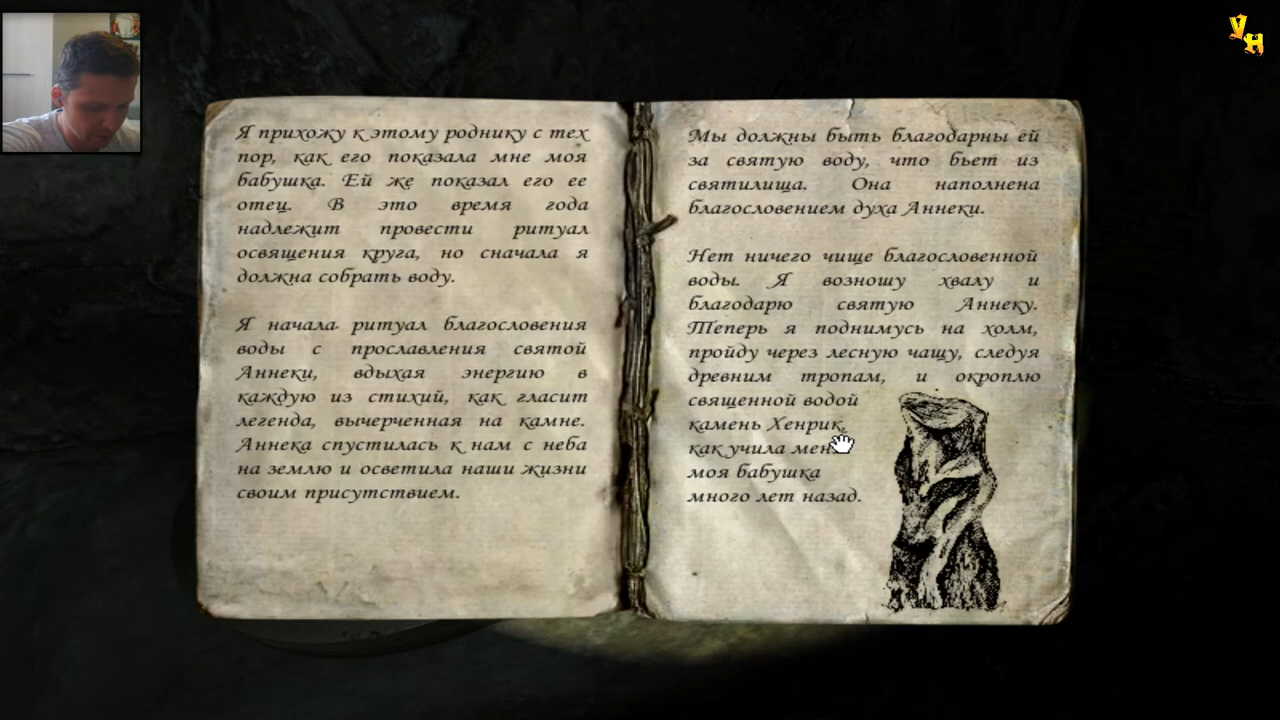 УН
Я прихожу к этому роднику с тех
пор, как его показала мне моя
бабушка. Ей же показал его ее
отец. В это время года
надлежит провести ритуал
освящения круга, но сначала я
должна собрать воду.
Я начала ритуал благословения
воды с прославления святой
Аннеки, вдыхая энергию в
каждую из стихий, как гласит
легенда, вычерченная на камне.
Аннека спустилась к нам с неба
на землю и осветила наши жизни
своим присутствием.
Мы должны быть благодарны ей
за святую воду, что бьет из
святилища. Она наполнена
благословением духа Аннеки.
Нет ничего чище благословенной
воды. Я возношу хвалу и
благодарю святую Аннеку.
Теперь я поднимусь на холм,
пройду через лесную чащу, следуя
древним тропам, и окроплю
священной водой
камень Хенрик,
как учила меня
моя бабушка
много лет назад.